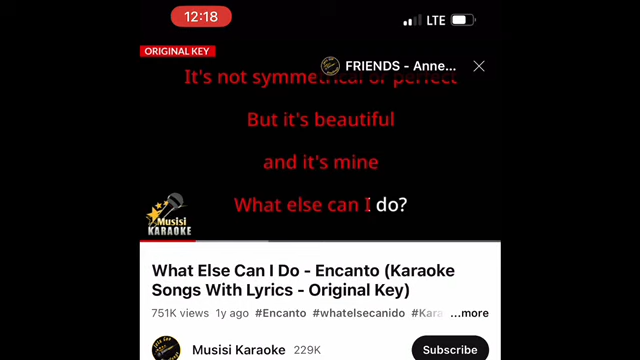 12:18
LTE
ORIGINAL KEY
FRIENDS - Anne...
It's not symmetrical or perfect
But it's beautiful
and it's mine
What else can I do?
Musisi
KARAOKE
What Else Can I Do - Encanto (Karaoke
Songs With Lyrics - Original Key)
751K views 1y ago #Encanto #whatelsecanido #Kara ...more
Musisi Karaoke 229K
Subscribe